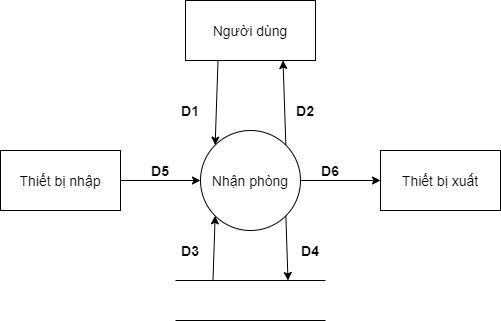 Người dùng
D1
D2
Thiết bị nhập
D5
Nhận phòng
D6
Thiết bị xuất
D3
D4